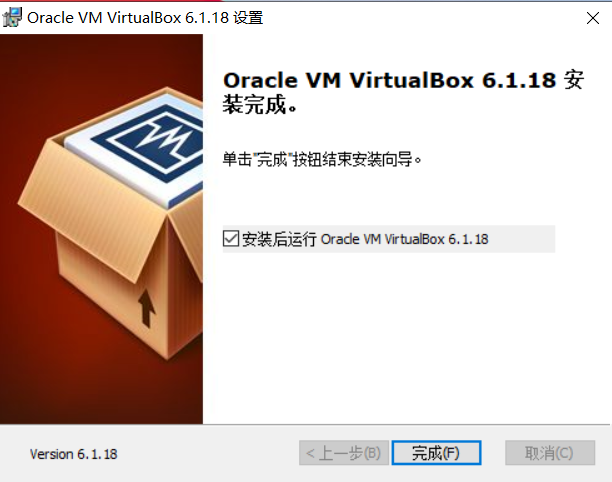 Oracle VM VirtualBox 6.1.18 设置
Oracle VM VirtualBox 6.1.18 安
装完成。
单击"完成"按钮结束安装向导。
安装后运行 Oracle VM VirtualBox 6.1.18
Version 6.1.18
< 上一步(B)
完成(F)
取消(C)